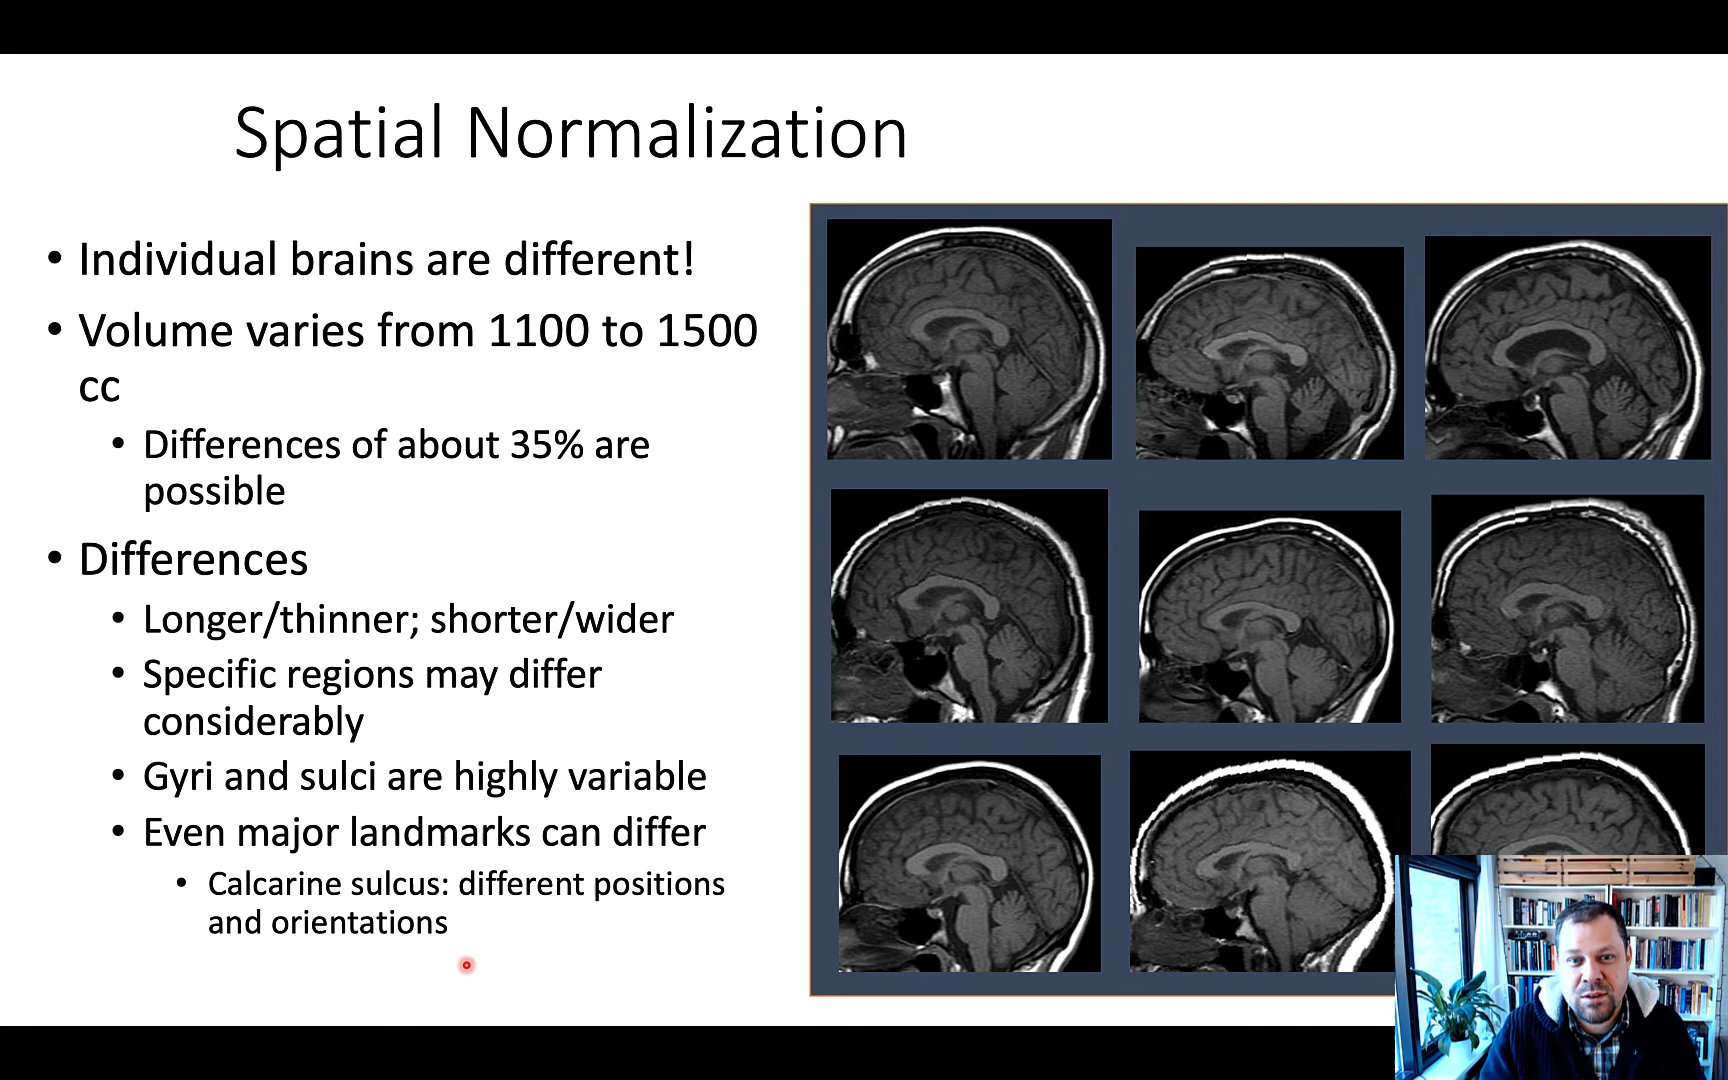 Spatial Normalization
• Individual brains are different!
• Volume varies from 1100 to 1500
cc
• Differences of about 35% are
possible
• Differences
• Longer/thinner; shorter/wider
• Specific regions may differ
considerably
• Gyri and sulci are highly variable
• Even major landmarks can differ
• Calcarine sulcus: different positions
and orientations